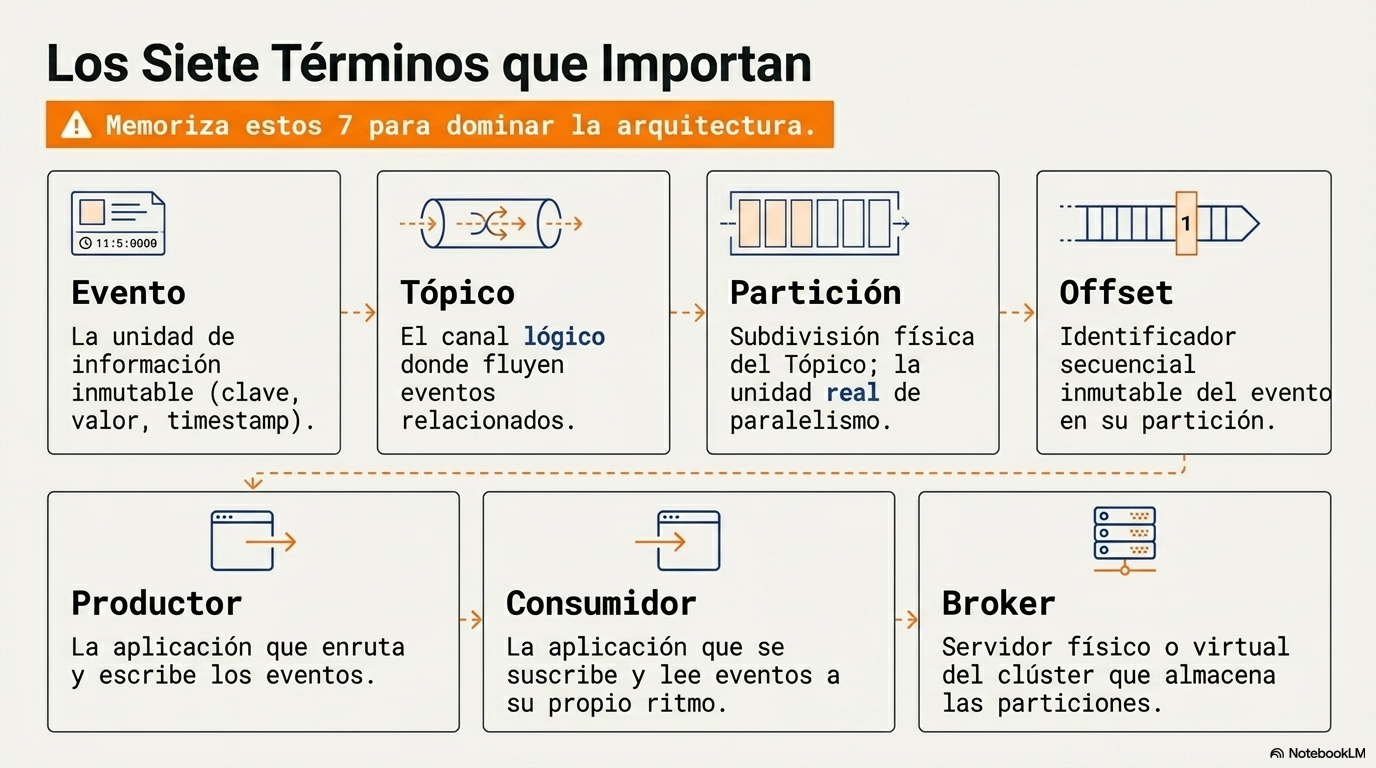 Los Siete Términos que Importan
Memoriza estos 7 para dominar la arquitectura.
11:5:0000
Evento
La unidad de
información
inmutable (clave,
valor, timestamp).
Tópico
El canal lógico
donde fluyen
eventos
relacionados.
Partición
Subdivisión física
del Tópico; la
unidad real de
paralelismo.
1
Offset
Identificador
secuencial
inmutable del evento
en su partición.
Productor
La aplicación que enruta
y escribe los eventos.
Consumidor
La aplicación que se
suscribe y lee eventos a
su propio ritmo.
Broker
Servidor físico o virtual
del clúster que almacena
las particiones.
NotebookLM